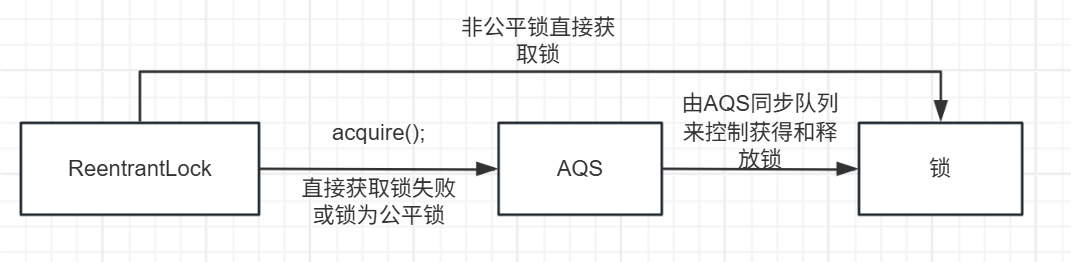 非公平锁直接获
取锁
由AQS同步队列
来控制获得和释
放锁
acquire();
ReentrantLock
AQS
锁
直接获取锁失败
或锁为公平锁